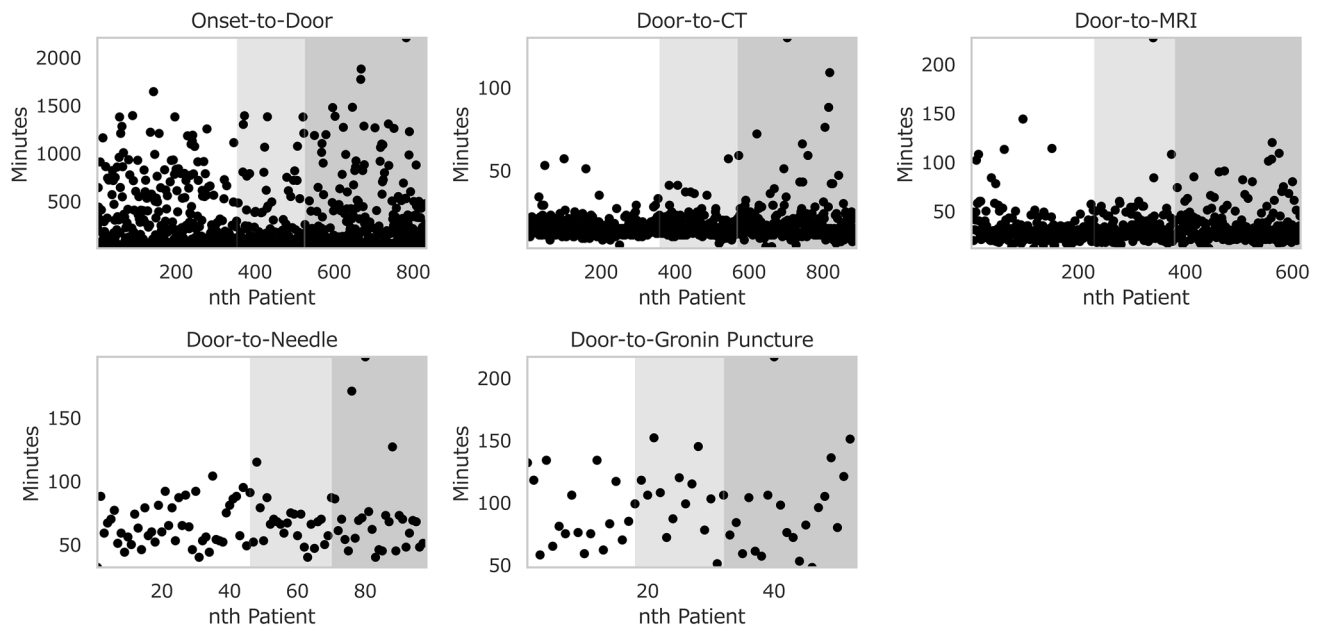 Onset-to-Door
Minutes
2000
1500
1000
500
200 400 600 800
nth Patient
Door-to-CT
Minutes
100
50
200 400 600 800
nth Patient
Door-to-MRI
Minutes
200
150
100
50
200 400 600
nth Patient
Door-to-Needle
Minutes
150
100
50
20 40 60 80
nth Patient
Door-to-Gronin Puncture
Minutes
200
150
100
50
20 40
nth Patient